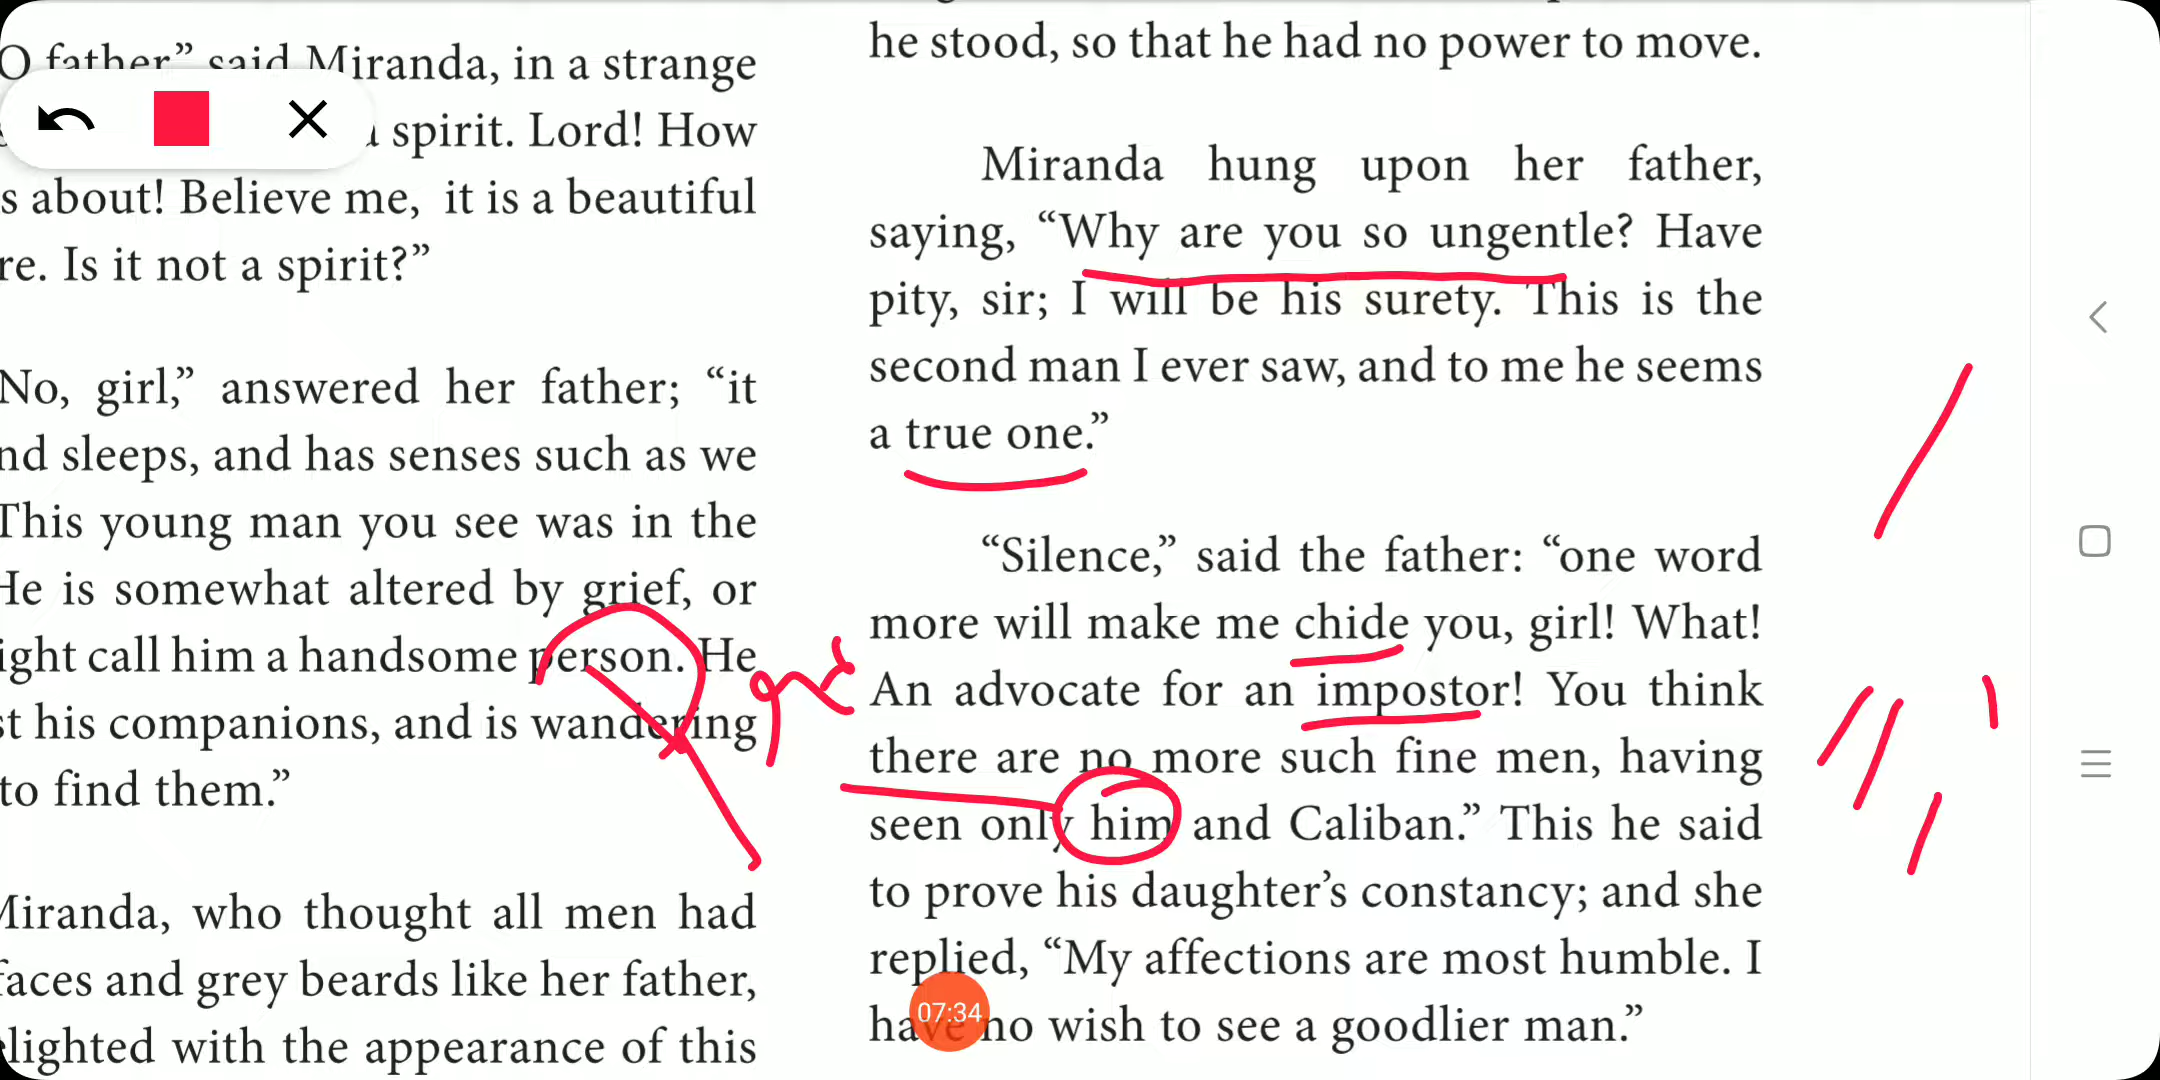 O father” said Miranda, in a strange
spirit. Lord! How
s about! Believe me, it is a beautiful
re. Is it not a spirit?”
No, girl,” answered her father; “it
nd sleeps, and has senses such as we
This young man you see was in the
He is somewhat altered by grief, or
ight call him a handsome person. He
st his companions, and is wandering
to find them.”
Miranda, who thought all men had
faces and grey beards like her father,
lighted with the appearance of this
he stood, so that he had no power to move.
Miranda hung upon her father,
saying, “Why are you so ungentle? Have
pity, sir; I will be his surety. This is the
second man I ever saw, and to me he seems
a true one.”
“Silence,” said the father: “one word
more will make me chide you, girl! What!
An advocate for an impostor! You think
there are no more such fine men, having
seen only him and Caliban.” This he said
to prove his daughter’s constancy; and she
replied, “My affections are most humble. I
have no wish to see a goodlier man.”
07:34